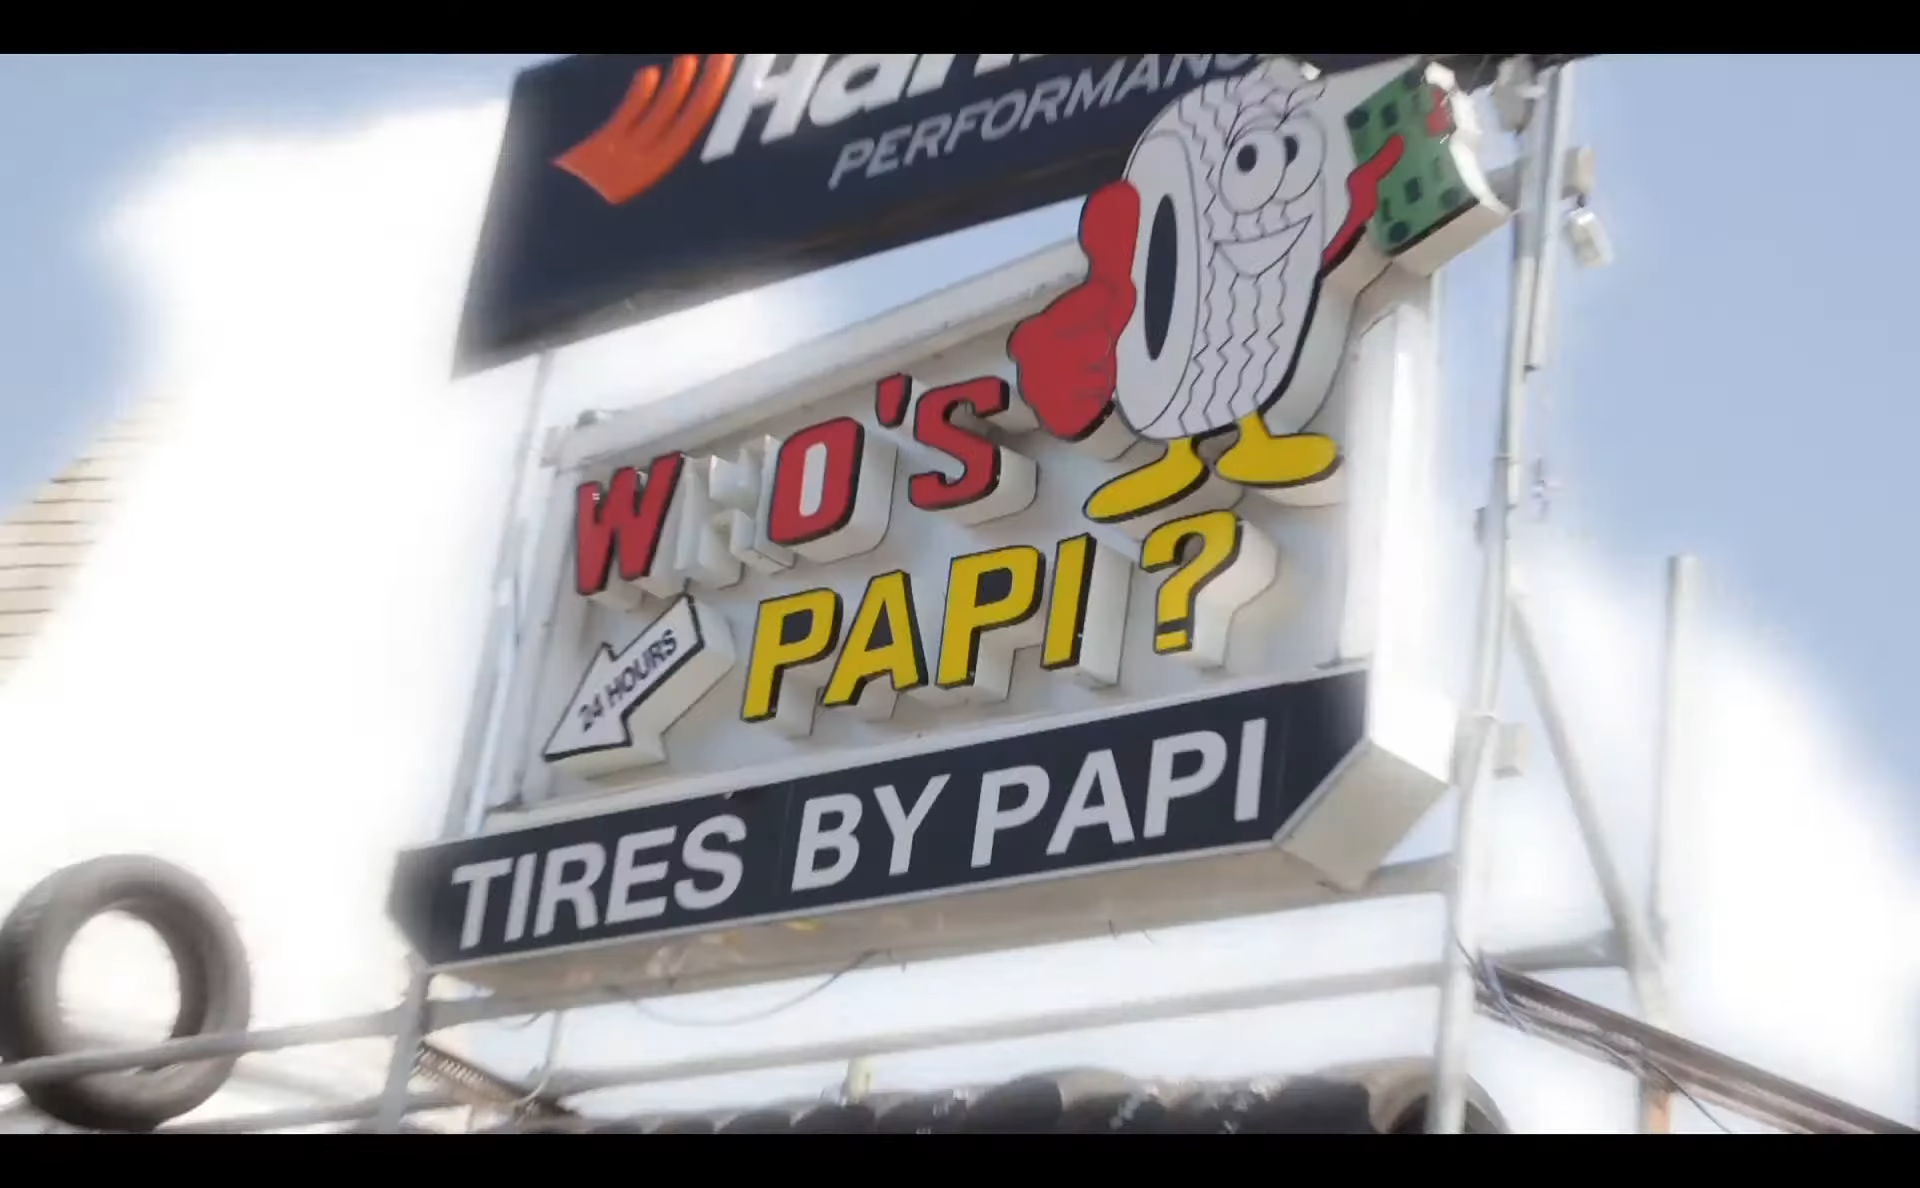 PERFORMANC
WHO'S
PAPI ?
24 HOURS
TIRES BY PAPI